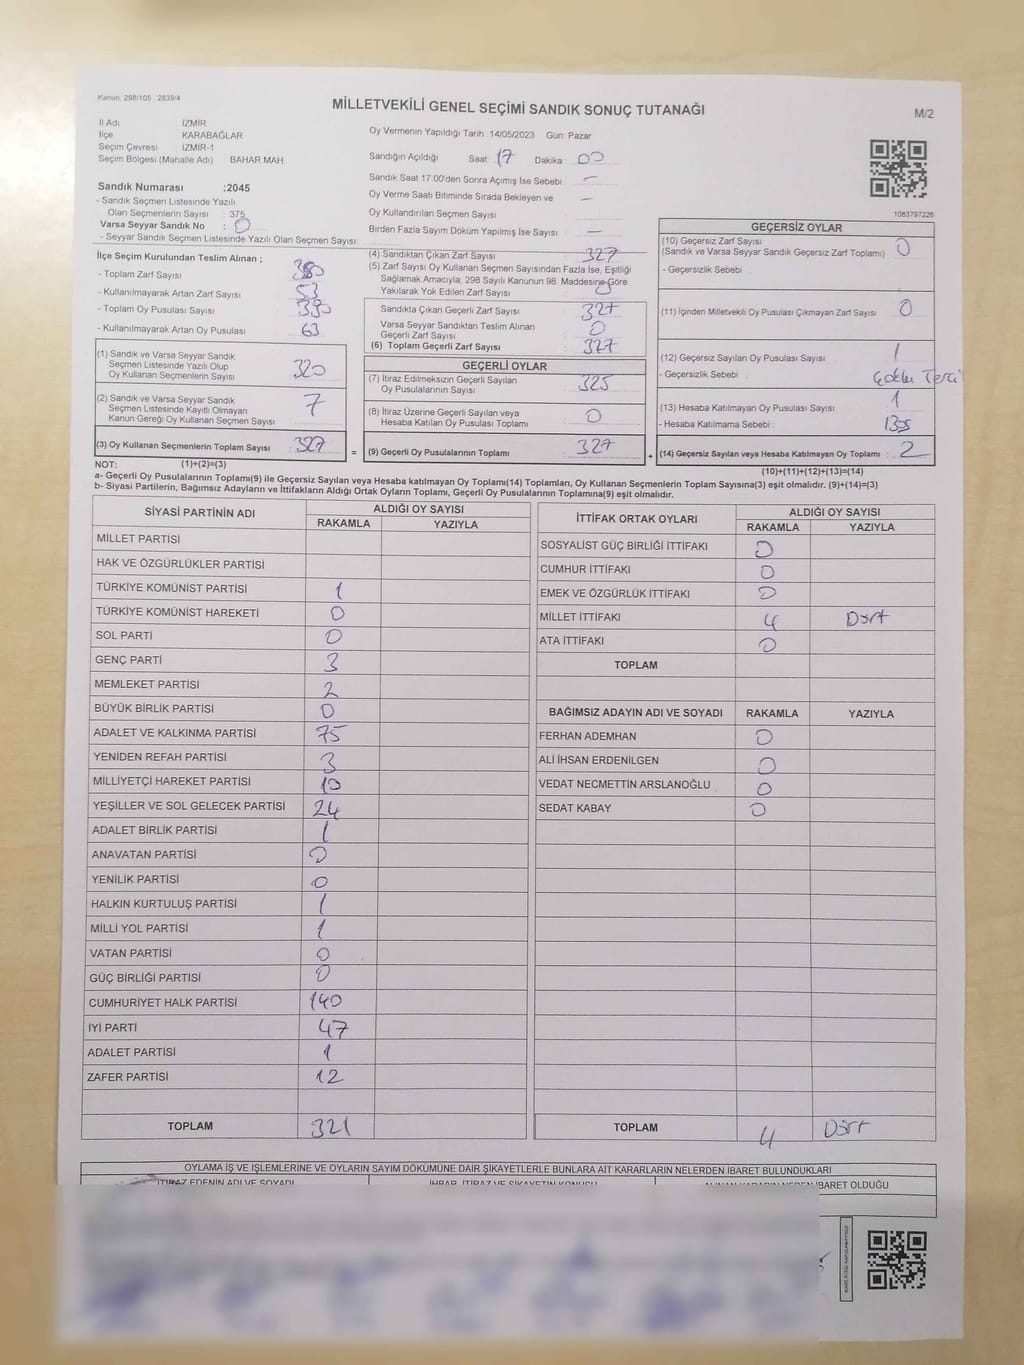 Kanun: 298/105 2839/4
MİLLETVEKİLİ GENEL SEÇİMİ SANDIK SONUÇ TUTANAĞI
M/2
İl Adı İZMİR
İlçe KARABAĞLAR
Seçim Çevresi İZMİR-1
Seçim Bölgesi (Mahalle Adı) BAHAR MAH.
Oy Vermenin Yapıldığı Tarih :14/05/2023 Gün: Pazar
Sandığın Açıldığı Saat 17 Dakika 00
Sandık Saat 17:00'den Sonra Açımış İse Sebebi : -
Oy Verme Saati Bitiminde Sırada Bekleyen ve -
Oy Kullandırılan Seçmen Sayısı
Birden Fazla Sayım Döküm Yapılmış İse Sayısı : -
1083797226
Sandık Numarası :2045
- Sandık Seçmen Listesinde Yazılı
Olan Seçmenlerin Sayısı : 375
Varsa Seyyar Sandık No : 0
- Seyyar Sandık Seçmen Listesinde Yazılı Olan Seçmen Sayısı
İlçe Seçim Kurulundan Teslim Alınan ;
- Toplam Zarf Sayısı 380
- Kullanılmayarak Artan Zarf Sayısı 53
- Toplam Oy Pusulası Sayısı
- Kullanılmayarak Artan Oy Pusulası 63
(1) Sandık ve Varsa Seyyar Sandık
Seçmen Listesinde Yazılı Olup
Oy Kullanan Seçmenlerin Sayısı 320
(2) Sandık ve Varsa Seyyar Sandık
Seçmen Listesinde Kayıtlı Olmayan
Kanun Gereği Oy Kullanan Seçmen Sayısı 7
(3) Oy Kullanan Seçmenlerin Toplam Sayısı 327
(4) Sandıktan Çıkan Zarf Sayısı 327
(5) Zarf Sayısı Oy Kullanan Seçmen Sayısından Fazla İse, Eşitliği
Sağlamak Amacıyla, 298 Sayılı Kanunun 98. Maddesine Göre
Yakılarak Yok Edilen Zarf Sayısı 0
Sandıkta Çıkan Geçerli Zarf Sayısı 327
Varsa Seyyar Sandıktan Teslim Alınan
Geçerli Zarf Sayısı 0
(6) Toplam Geçerli Zarf Sayısı : 327
GEÇERLİ OYLAR
(7) İtiraz Edilmeksizin Geçerli Sayılan
Oy Pusulalarının Sayısı 325
(8) İtiraz Üzerine Geçerli Sayılan veya
Hesaba Katılan Oy Pusulası Toplamı 0
= (9) Geçerli Oy Pusulalarının Toplamı : 327
GEÇERSİZ OYLAR
(10) Geçersiz Zarf Sayısı
(Sandık ve Varsa Seyyar Sandık Geçersiz Zarf Toplamı) 0
- Geçersizlik Sebebi :
(11) İçinden Milletvekili Oy Pusulası Çıkmayan Zarf Sayısı 0
(12) Geçersiz Sayılan Oy Pusulası Sayısı 1
- Geçersizlik Sebebi :
(13) Hesaba Katılmayan Oy Pusulası Sayısı 1
- Hesaba Katılmama Sebebi :
+ (14) Geçersiz Sayılan veya Hesaba Katılmayan Oy Toplamı : 2
NOT: (1)+(2)=(3)
(10)+(11)+(12)+(13)=(14)
a- Geçerli Oy Pusulalarının Toplamı(9) ile Geçersiz Sayılan veya Hesaba katılmayan Oy Toplamı(14) Toplamları, Oy Kullanan Seçmenlerin Toplam Sayısına(3) eşit olmalıdır. (9)+(14)=(3)
b- Siyasi Partilerin, Bağımsız Adayların ve İttifakların Aldığı Ortak Oyların Toplamı, Geçerli Oy Pusulalarının Toplamına(9) eşit olmalıdır.
SİYASİ PARTİNİN ADI ALDIĞI OY SAYISI
RAKAMLA YAZIYLA
MİLLET PARTİSİ
HAK VE ÖZGÜRLÜKLER PARTİSİ
TÜRKİYE KOMÜNİST PARTİSİ 1
TÜRKİYE KOMÜNİST HAREKETİ 0
SOL PARTİ 0
GENÇ PARTİ 3
MEMLEKET PARTİSİ 2
BÜYÜK BİRLİK PARTİSİ 0
ADALET VE KALKINMA PARTİSİ 75
YENİDEN REFAH PARTİSİ 3
MİLLİYETÇİ HAREKET PARTİSİ 10
YEŞİLLER VE SOL GELECEK PARTİSİ 24
ADALET BİRLİK PARTİSİ 1
ANAVATAN PARTİSİ 0
YENİLİK PARTİSİ 0
HALKIN KURTULUŞ PARTİSİ 1
MİLLİ YOL PARTİSİ 1
VATAN PARTİSİ 0
GÜÇ BİRLİĞİ PARTİSİ 0
CUMHURİYET HALK PARTİSİ 140
İYİ PARTİ 47
ADALET PARTİSİ 1
ZAFER PARTİSİ 12
TOPLAM 321
İTTİFAK ORTAK OYLARI ALDIĞI OY SAYISI
RAKAMLA YAZIYLA
SOSYALİST GÜÇ BİRLİĞİ İTTİFAKI 0
CUMHUR İTTİFAKI 0
EMEK VE ÖZGÜRLÜK İTTİFAKI 0
MİLLET İTTİFAKI 4 Dört
ATA İTTİFAKI 0
TOPLAM
BAĞIMSIZ ADAYIN ADI VE SOYADI RAKAMLA YAZIYLA
FERHAN ADEMHAN 0
ALİ İHSAN ERDENİLGEN 0
VEDAT NECMETTİN ARSLANOĞLU 0
SEDAT KABAY 0
TOPLAM 4 Dört
OYLAMA İŞ VE İŞLEMLERİNE VE OYLARIN SAYIM DÖKÜMÜNE DAİR ŞİKAYETLERLE BUNLARA AİT KARARLARIN NELERDEN İBARET BULUNDUKLARI
İTİRAZ EDENİN ADI VE SOYADI İHBAR, İTİRAZ VE ŞİKAYETİN KONUSU ALINAN KARARIN NEDEN İBARET OLDUĞU